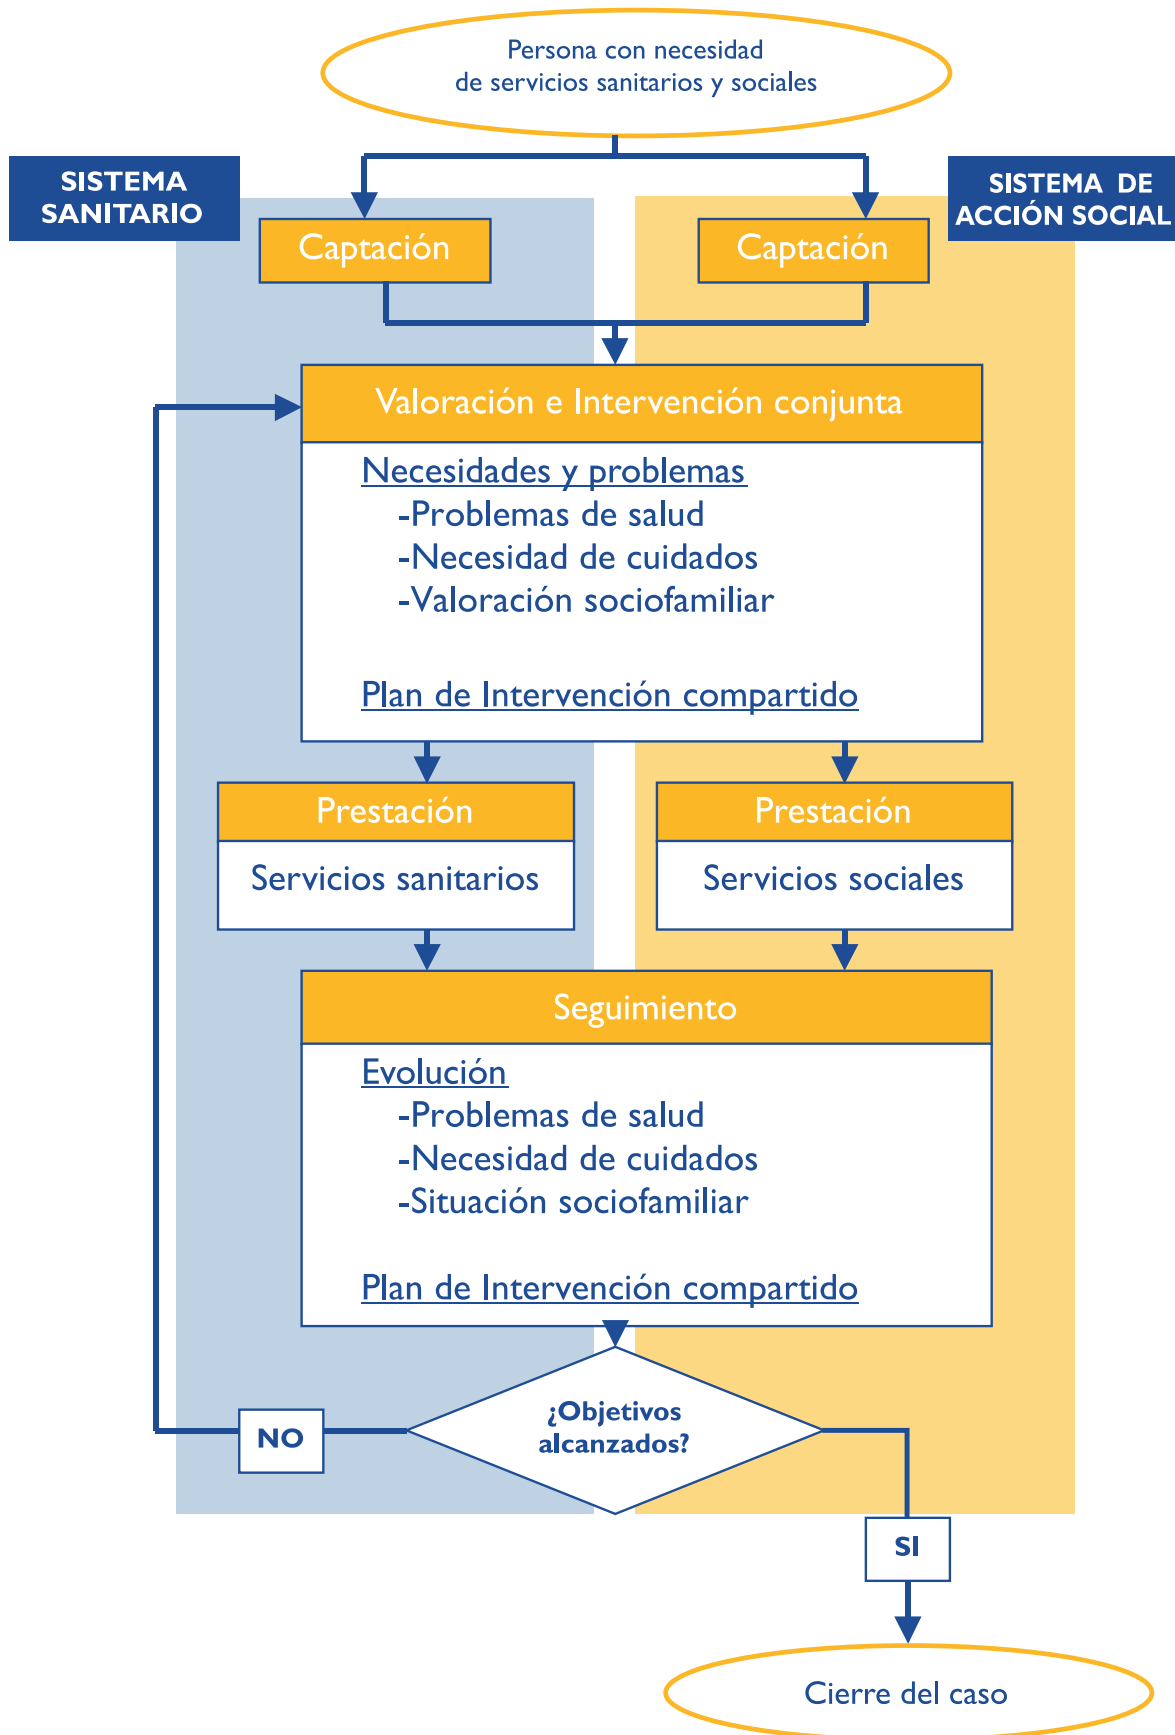 Persona con necesidad
de servicios sanitarios y sociales
SISTEMA
SANITARIO
SISTEMA DE
ACCIÓN SOCIAL
Captación
Captación
Valoración e Intervención conjunta
Necesidades y problemas
-Problemas de salud
-Necesidad de cuidados
-Valoración sociofamiliar
Plan de Intervención compartido
Prestación
Servicios sanitarios
Prestación
Servicios sociales
Seguimiento
Evolución
-Problemas de salud
-Necesidad de cuidados
-Situación sociofamiliar
Plan de Intervención compartido
¿Objetivos
alcanzados?
NO
SI
Cierre del caso